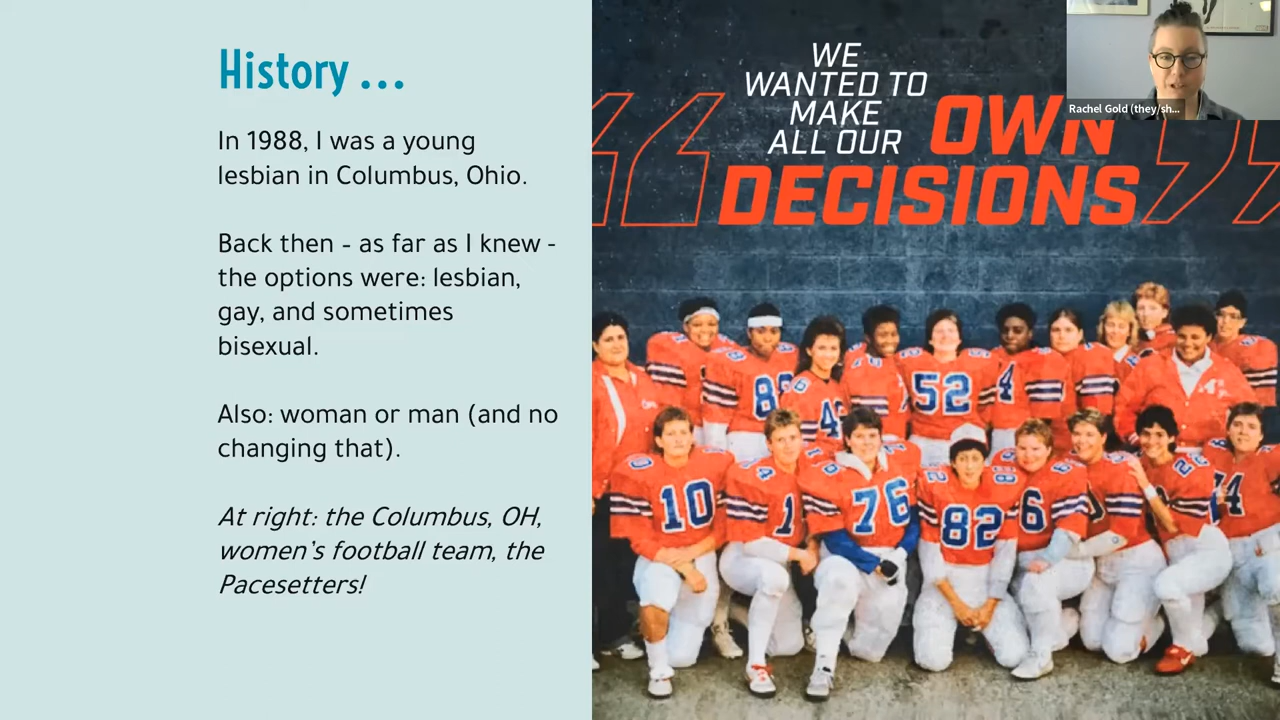 History ...
In 1988, I was a young
lesbian in Columbus, Ohio.
Back then - as far as I knew -
the options were: lesbian,
gay, and sometimes
bisexual.
Also: woman or man (and no
changing that).
At right: the Columbus, OH,
women's football team, the
Pacesetters!
“ WE
WANTED TO
MAKE
ALL OUR OWN
DECISIONS ”
Rachel Gold (they/sh...
52
10
76
82